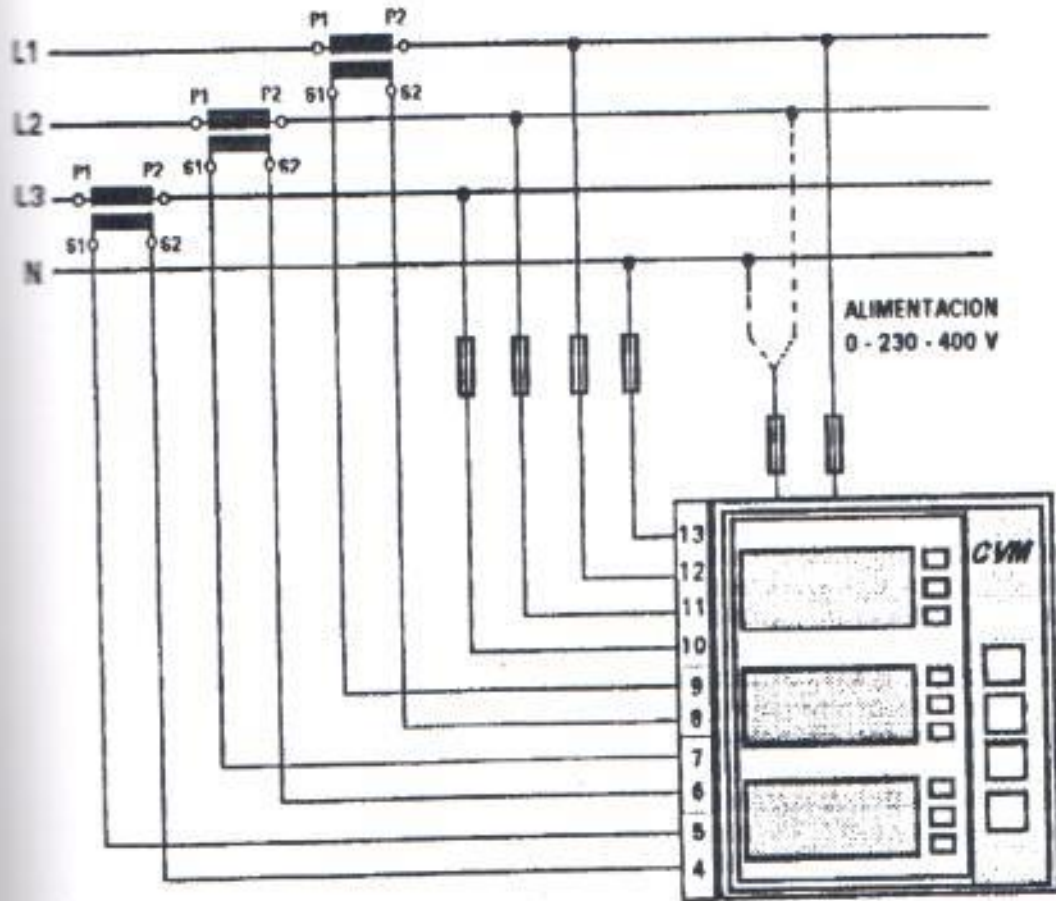 P1 P2
L1
S1 S2
P1 P2
L2
S1 S2
P1 P2
L3
S1 S2
N
ALIMENTACION
0 - 230 - 400 V
13
CVM
12
11
10
9
8
7
6
5
4